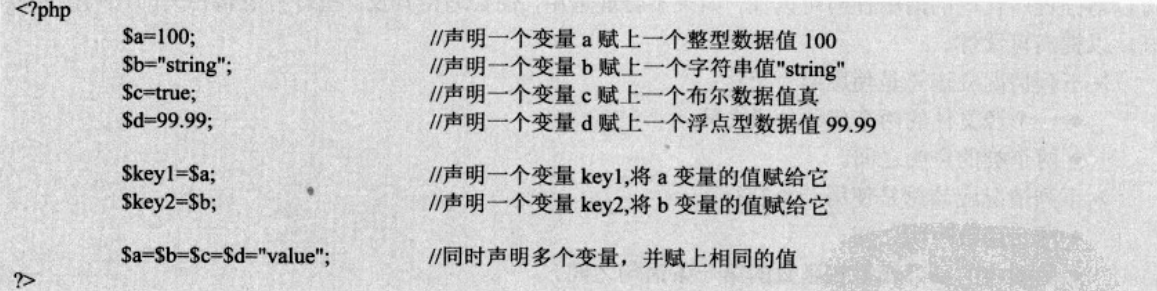 <?php
$a=100; //声明一个变量 a 赋上一个整型数据值 100
$b="string"; //声明一个变量 b 赋上一个字符串值"string"
$c=true; //声明一个变量 c 赋上一个布尔数据值真
$d=99.99; //声明一个变量 d 赋上一个浮点型数据值 99.99
$key1=$a; //声明一个变量 key1,将 a 变量的值赋给它
$key2=$b; //声明一个变量 key2,将 b 变量的值赋给它
$a=$b=$c=$d="value"; //同时声明多个变量，并赋上相同的值
?>